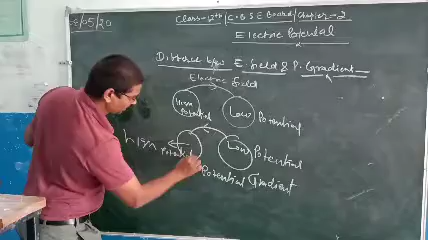 Class-12th | C.B.S.E Board | Chapter-2
Electric Potential
E. field & P. Gradient
Electric field
High Potential
Low Potential
High Potential
Low Potential
Potential Gradient